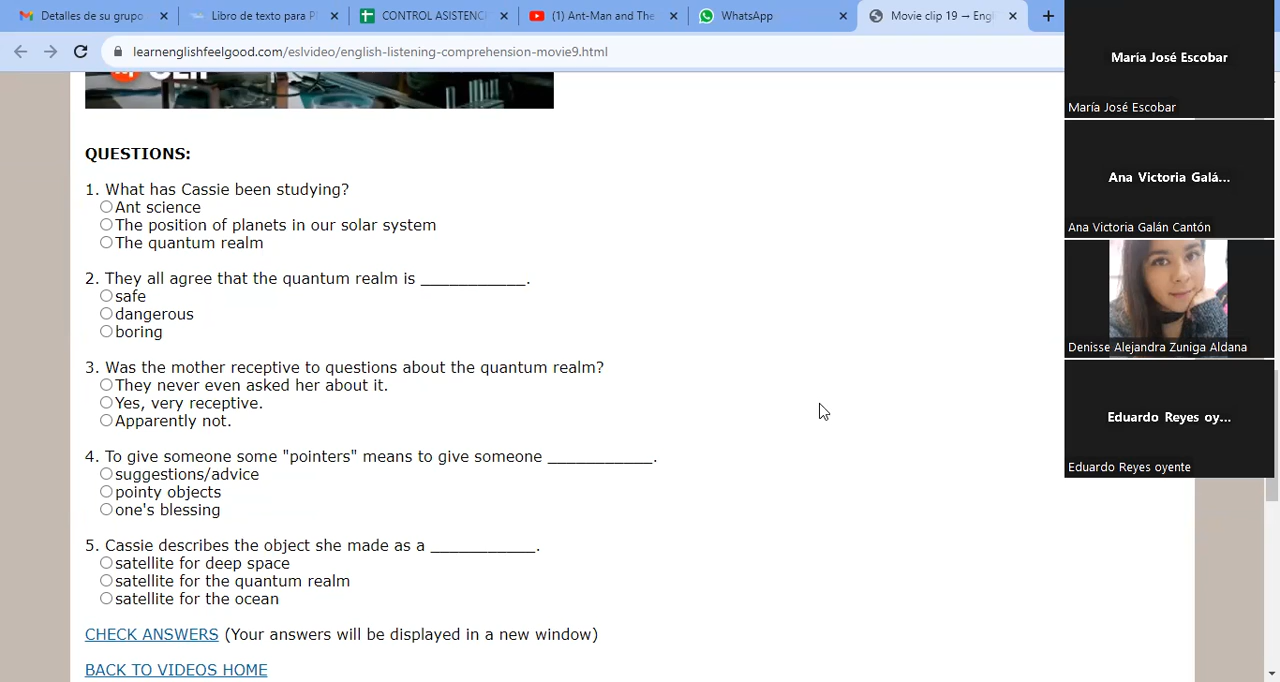 Detalles de su grupo
Libro de texto para P
CONTROL ASISTENC
(1) Ant-Man and The
WhatsApp
Movie clip 19 → Engl
learnenglishfeelgood.com/eslvideo/english-listening-comprehension-movie9.html
QUESTIONS:
1. What has Cassie been studying?
Ant science
The position of planets in our solar system
The quantum realm
2. They all agree that the quantum realm is ___________.
safe
dangerous
boring
3. Was the mother receptive to questions about the quantum realm?
They never even asked her about it.
Yes, very receptive.
Apparently not.
4. To give someone some "pointers" means to give someone ___________.
suggestions/advice
pointy objects
one's blessing
5. Cassie describes the object she made as a ___________.
satellite for deep space
satellite for the quantum realm
satellite for the ocean
CHECK ANSWERS (Your answers will be displayed in a new window)
BACK TO VIDEOS HOME
María José Escobar
María José Escobar
Ana Victoria Galá...
Ana Victoria Galán Cantón
Denisse Alejandra Zuniga Aldana
Eduardo Reyes oy...
Eduardo Reyes oyente